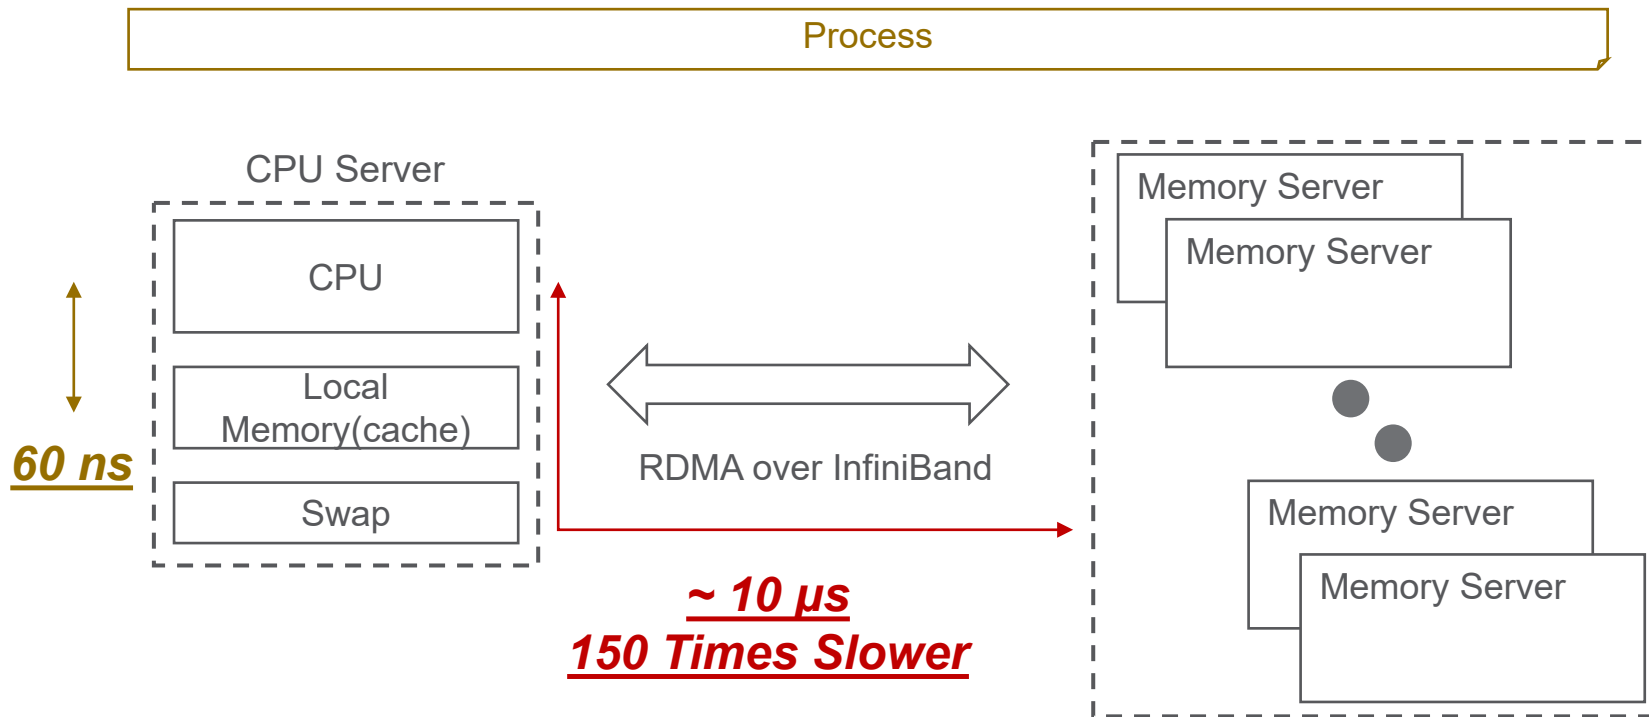 Process
CPU Server
CPU
Local
Memory(cache)
Swap
60 ns
RDMA over InfiniBand
~ 10 µs
150 Times Slower
Memory Server
Memory Server
Memory Server
Memory Server